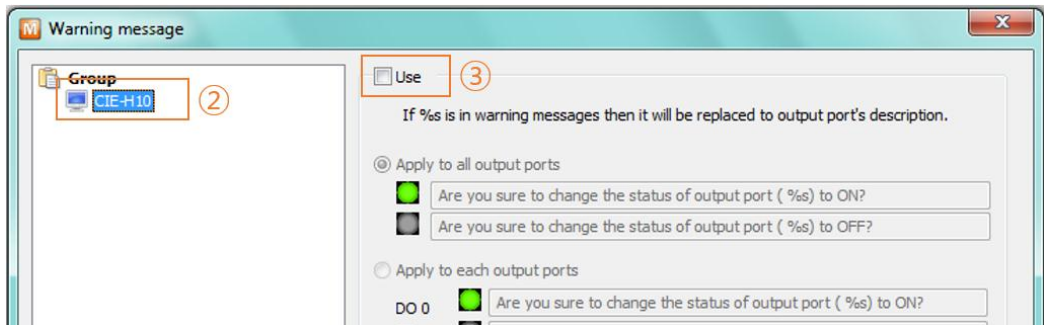 M Warning message X
Group
CIE-H10 ②
Use ③
If %s is in warning messages then it will be replaced to output port's description.
Apply to all output ports
Are you sure to change the status of output port ( %s) to ON?
Are you sure to change the status of output port ( %s) to OFF?
Apply to each output ports
DO 0 Are you sure to change the status of output port ( %s) to ON?